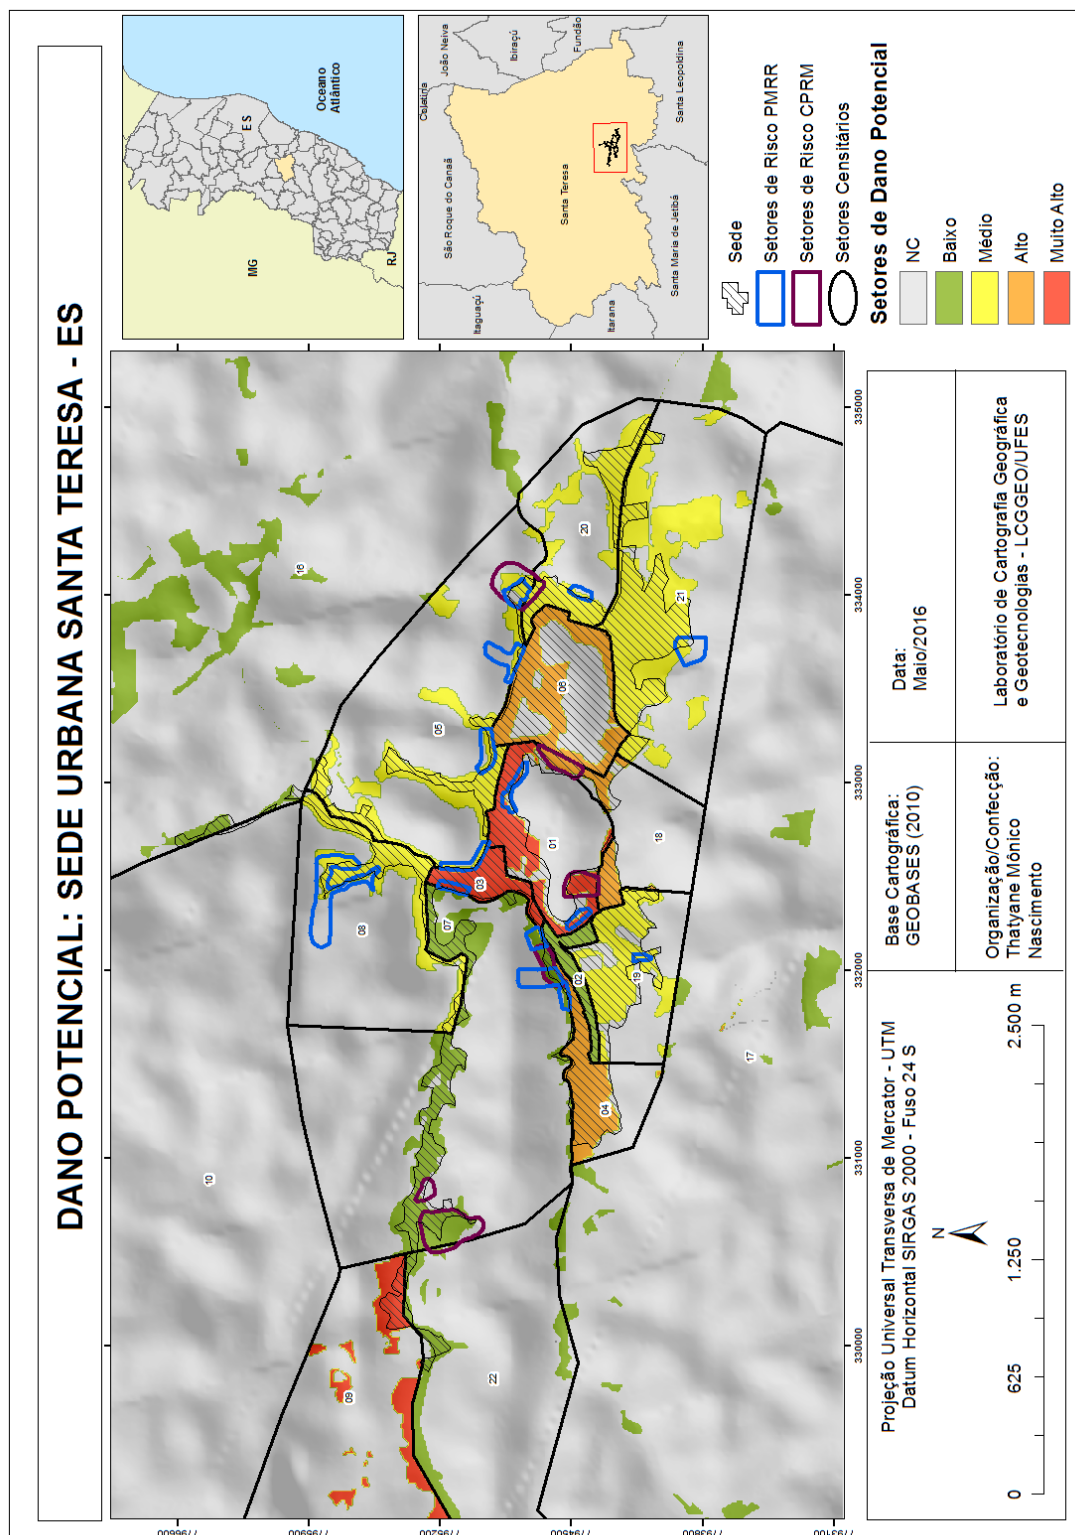 DANO POTENCIAL: SEDE URBANA SANTA TERESA - ES
MG
ES
RJ
Oceano
Atlântico
Colatina
João Neiva
Ibiraçú
Fundão
São Roque do Canaã
Itaguaçú
Santa Teresa
Itarana
Santa Maria de Jetibá
Santa Leopoldina
Sede
Setores de Risco PMRR
Setores de Risco CPRM
Setores Censitários
Setores de Dano Potencial
NC
Baixo
Médio
Alto
Muito Alto
10
16
09
08
05
07
03
22
01
06
20
02
04
19
18
21
17
330000
331000
332000
333000
334000
335000
Projeção Universal Transversa de Mercator - UTM
Datum Horizontal SIRGAS 2000 - Fuso 24 S
N
0
625
1.250
2.500 m
Base Cartográfica:
GEOBASES (2010)
Data:
Maio/2016
Organização/Confecção:
Thatyane Mônico
Nascimento
Laboratório de Cartografia Geográfica
e Geotecnologias - LCGGEO/UFES